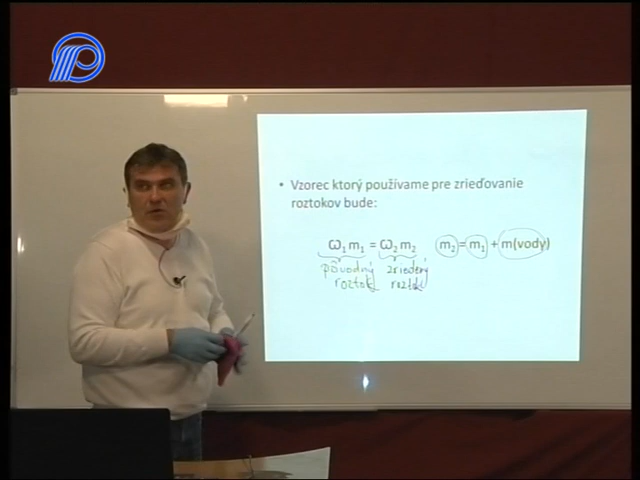 • Vzorec ktorý používame pre zrieďovanie
roztokov bude:
ω₁ m₁ = ω₂ m₂ m₂ = m₁ + m(vody)
pôvodný zriedený
roztok roztok